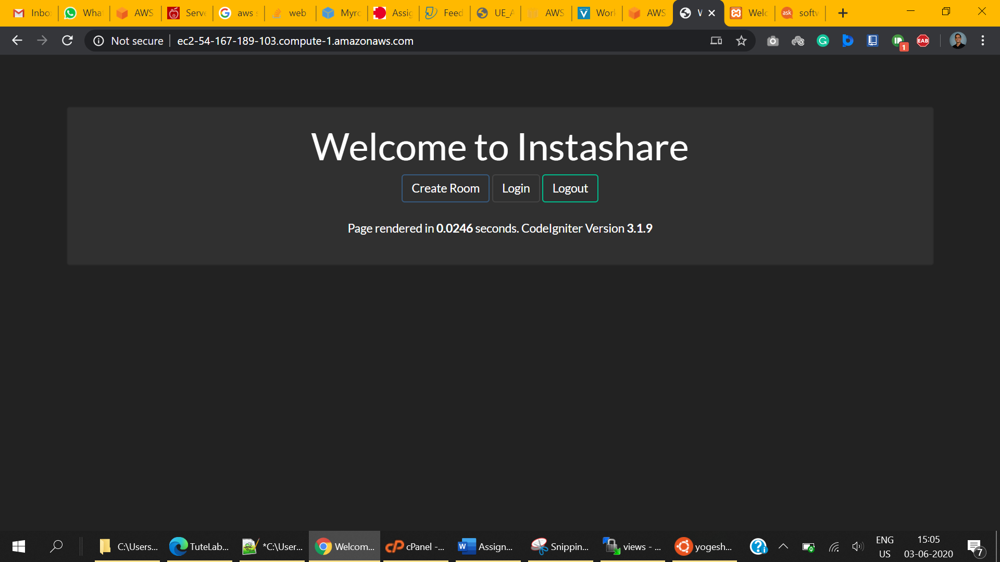 Inbo
What
AWS
Serve
aws s
web
Myrc
Assig
Feed
UE_A
AWS
Work
AWS
W
Welc
ask
softw
Not secure
ec2-54-167-189-103.compute-1.amazonaws.com
1
EAB
Welcome to Instashare
Create Room
Login
Logout
Page rendered in 0.0246 seconds. CodeIgniter Version 3.1.9
C:\Users...
TuteLab...
*C:\User...
Welcom...
cPanel -...
Assign...
Snippin...
views - ...
yogesh...
ENG
US
15:05
03-06-2020
7